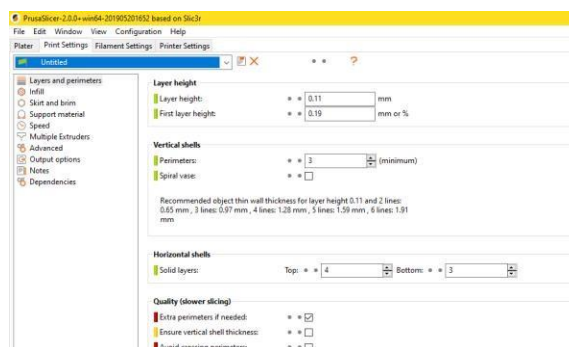 PrusaSlicer-2.0.0+win64-201905201652 based on Slic3r
File Edit Window View Configuration Help
Plater Print Settings Filament Settings Printer Settings
Untitled
?
Layers and perimeters
Infill
Skirt and brim
Support material
Speed
Multiple Extruders
Advanced
Output options
Notes
Dependencies
Layer height
Layer height: 0.11 mm
First layer height: 0.19 mm or %
Vertical shells
Perimeters: 3 (minimum)
Spiral vase:
Recommended object thin wall thickness for layer height 0.11 and 2 lines:
0.65 mm , 3 lines: 0.97 mm , 4 lines: 1.28 mm , 5 lines: 1.59 mm , 6 lines: 1.91
mm
Horizontal shells
Solid layers: Top: 4 Bottom: 3
Quality (slower slicing)
Extra perimeters if needed:
Ensure vertical shell thickness:
Avoid crossing perimeters: